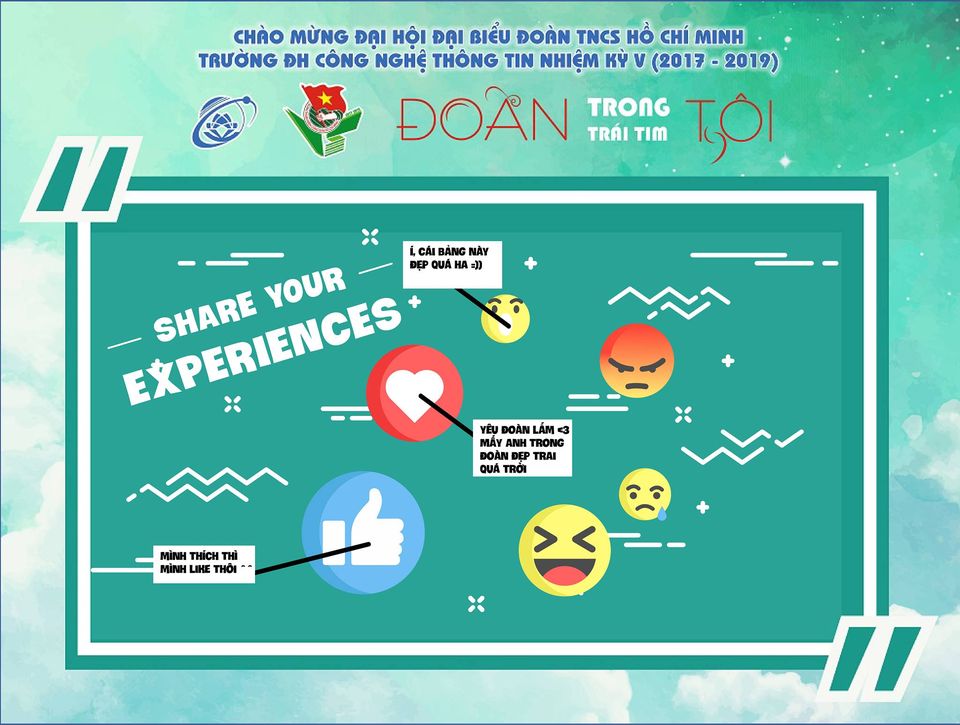 CHÀO MỪNG ĐẠI HỘI ĐẠI BIỂU ĐOÀN TNCS HỒ CHÍ MINH
TRƯỜNG ĐH CÔNG NGHỆ THÔNG TIN NHIỆM KỲ V (2017 - 2019)
ĐOÀN TRONG TRÁI TIM TÔI
SHARE YOUR
EXPERIENCES
Í, CÁI BẢNG NÀY
ĐẸP QUÁ HA =))
YÊU ĐOÀN LẮM <3
MẤY ANH TRONG
ĐOÀN ĐẸP TRAI
QUÁ TRỜI
MÌNH THÍCH THÌ
MÌNH LIKE THÔI ^^